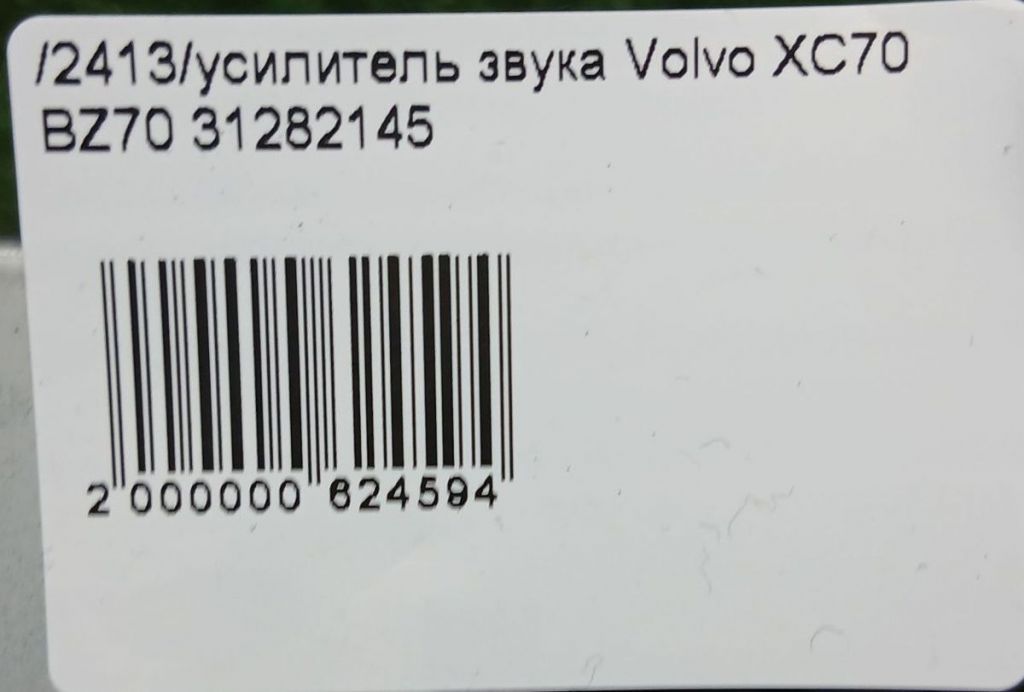 /2413/усилитель звука Volvo XC70
BZ70 31282145
2 000000 624594